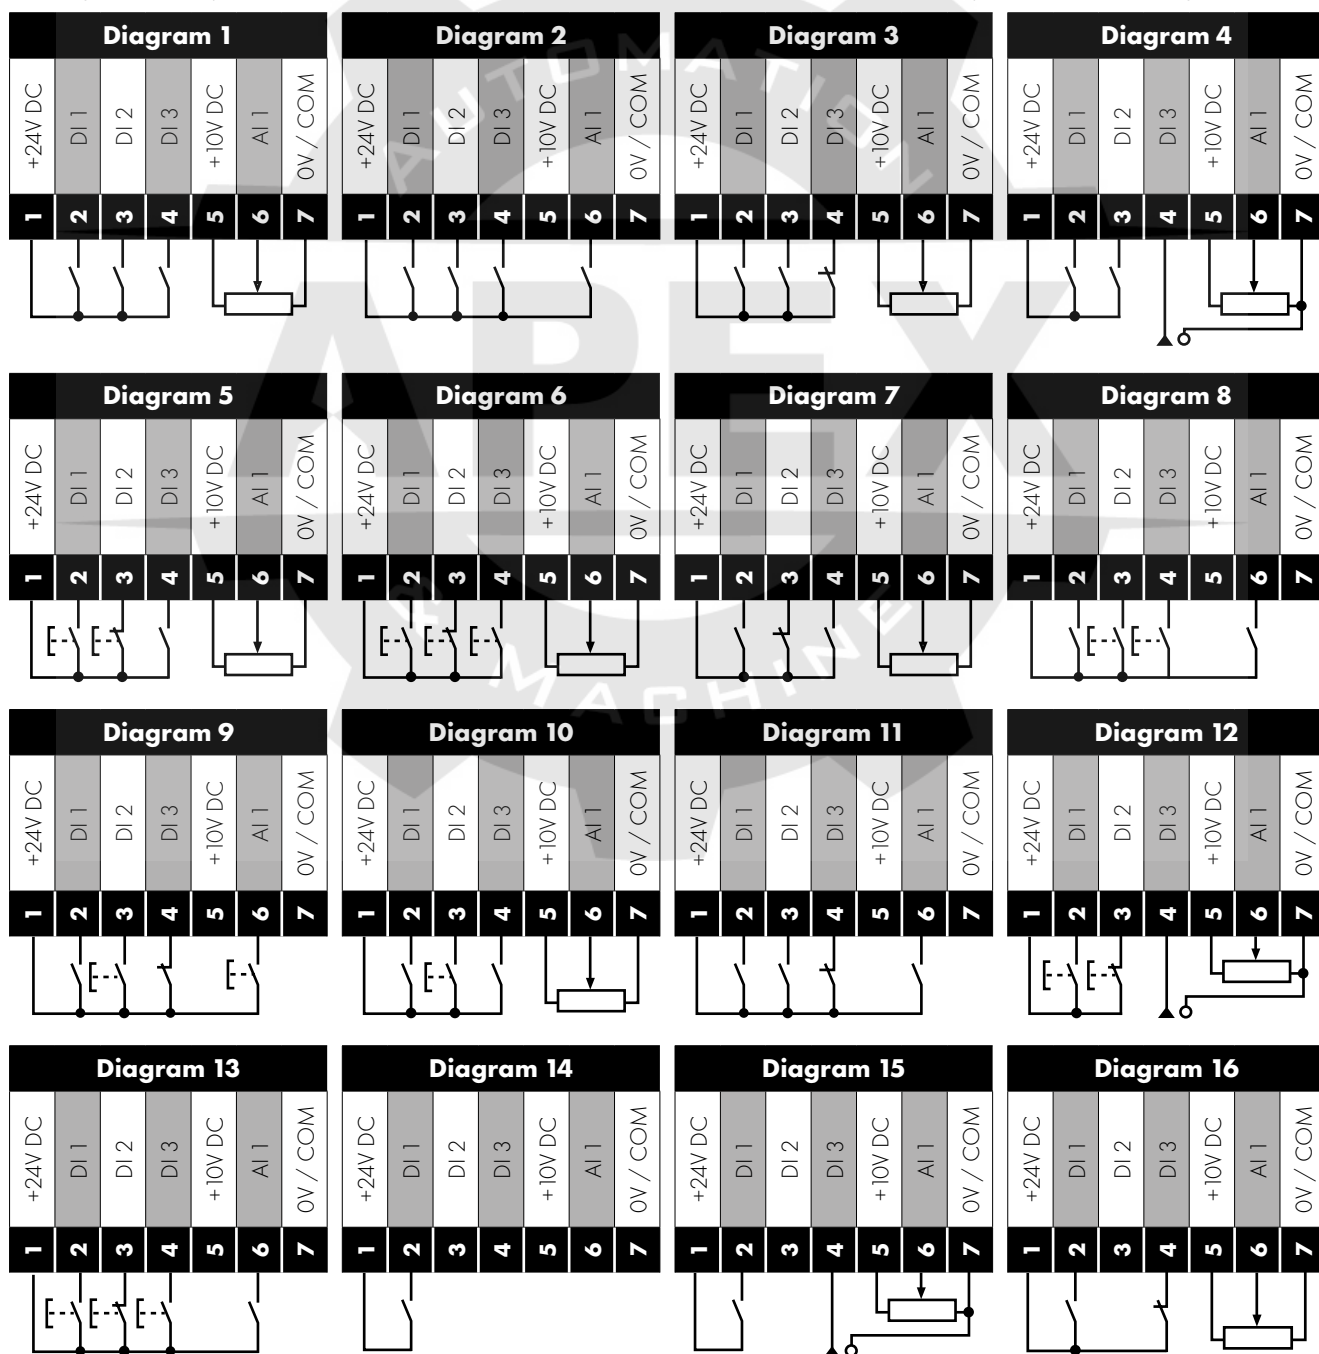 Diagram 1 Diagram 2 Diagram 3 Diagram 4
+24V DC DI 1 DI 2 DI 3 +10V DC AI 1 0V / COM +24V DC DI 1 DI 2 DI 3 +10V DC AI 1 0V / COM +24V DC DI 1 DI 2 DI 3 +10V DC AI 1 0V / COM +24V DC DI 1 DI 2 DI 3 +10V DC AI 1 0V / COM
1 2 3 4 5 6 7 1 2 3 4 5 6 7 1 2 3 4 5 6 7 1 2 3 4 5 6 7
Diagram 5 Diagram 6 Diagram 7 Diagram 8
+24V DC DI 1 DI 2 DI 3 +10V DC AI 1 0V / COM +24V DC DI 1 DI 2 DI 3 +10V DC AI 1 0V / COM +24V DC DI 1 DI 2 DI 3 +10V DC AI 1 0V / COM +24V DC DI 1 DI 2 DI 3 +10V DC AI 1 0V / COM
1 2 3 4 5 6 7 1 2 3 4 5 6 7 1 2 3 4 5 6 7 1 2 3 4 5 6 7
Diagram 9 Diagram 10 Diagram 11 Diagram 12
+24V DC DI 1 DI 2 DI 3 +10V DC AI 1 0V / COM +24V DC DI 1 DI 2 DI 3 +10V DC AI 1 0V / COM +24V DC DI 1 DI 2 DI 3 +10V DC AI 1 0V / COM +24V DC DI 1 DI 2 DI 3 +10V DC AI 1 0V / COM
1 2 3 4 5 6 7 1 2 3 4 5 6 7 1 2 3 4 5 6 7 1 2 3 4 5 6 7
Diagram 13 Diagram 14 Diagram 15 Diagram 16
+24V DC DI 1 DI 2 DI 3 +10V DC AI 1 0V / COM +24V DC DI 1 DI 2 DI 3 +10V DC AI 1 0V / COM +24V DC DI 1 DI 2 DI 3 +10V DC AI 1 0V / COM +24V DC DI 1 DI 2 DI 3 +10V DC AI 1 0V / COM
1 2 3 4 5 6 7 1 2 3 4 5 6 7 1 2 3 4 5 6 7 1 2 3 4 5 6 7
AUTOMATION
APEX
& MACHINE